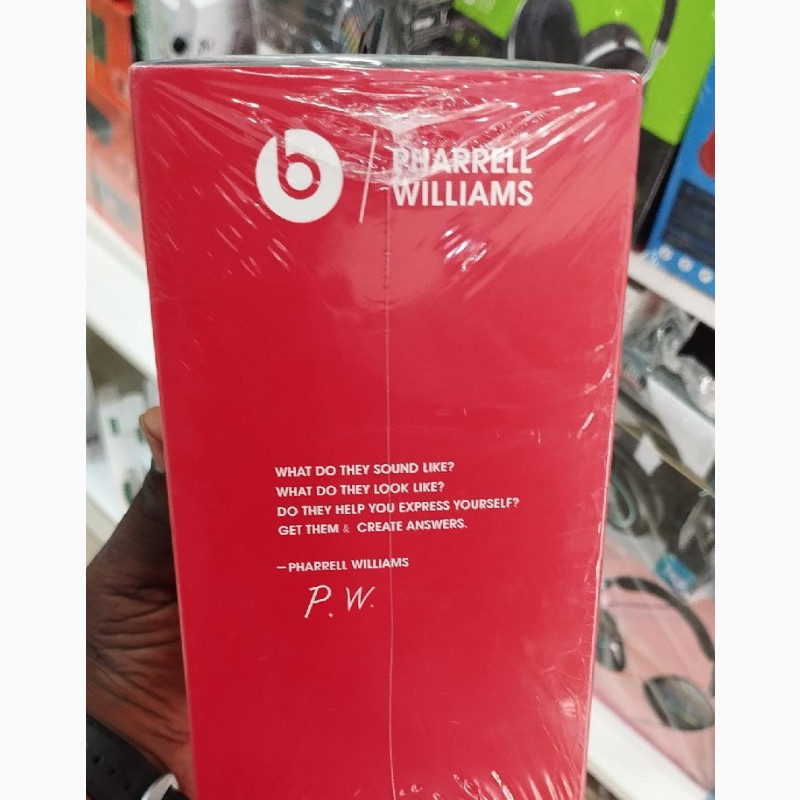 b / PHARRELL
WILLIAMS
WHAT DO THEY SOUND LIKE?
WHAT DO THEY LOOK LIKE?
DO THEY HELP YOU EXPRESS YOURSELF?
GET THEM & CREATE ANSWERS.
—PHARRELL WILLIAMS
P.W.